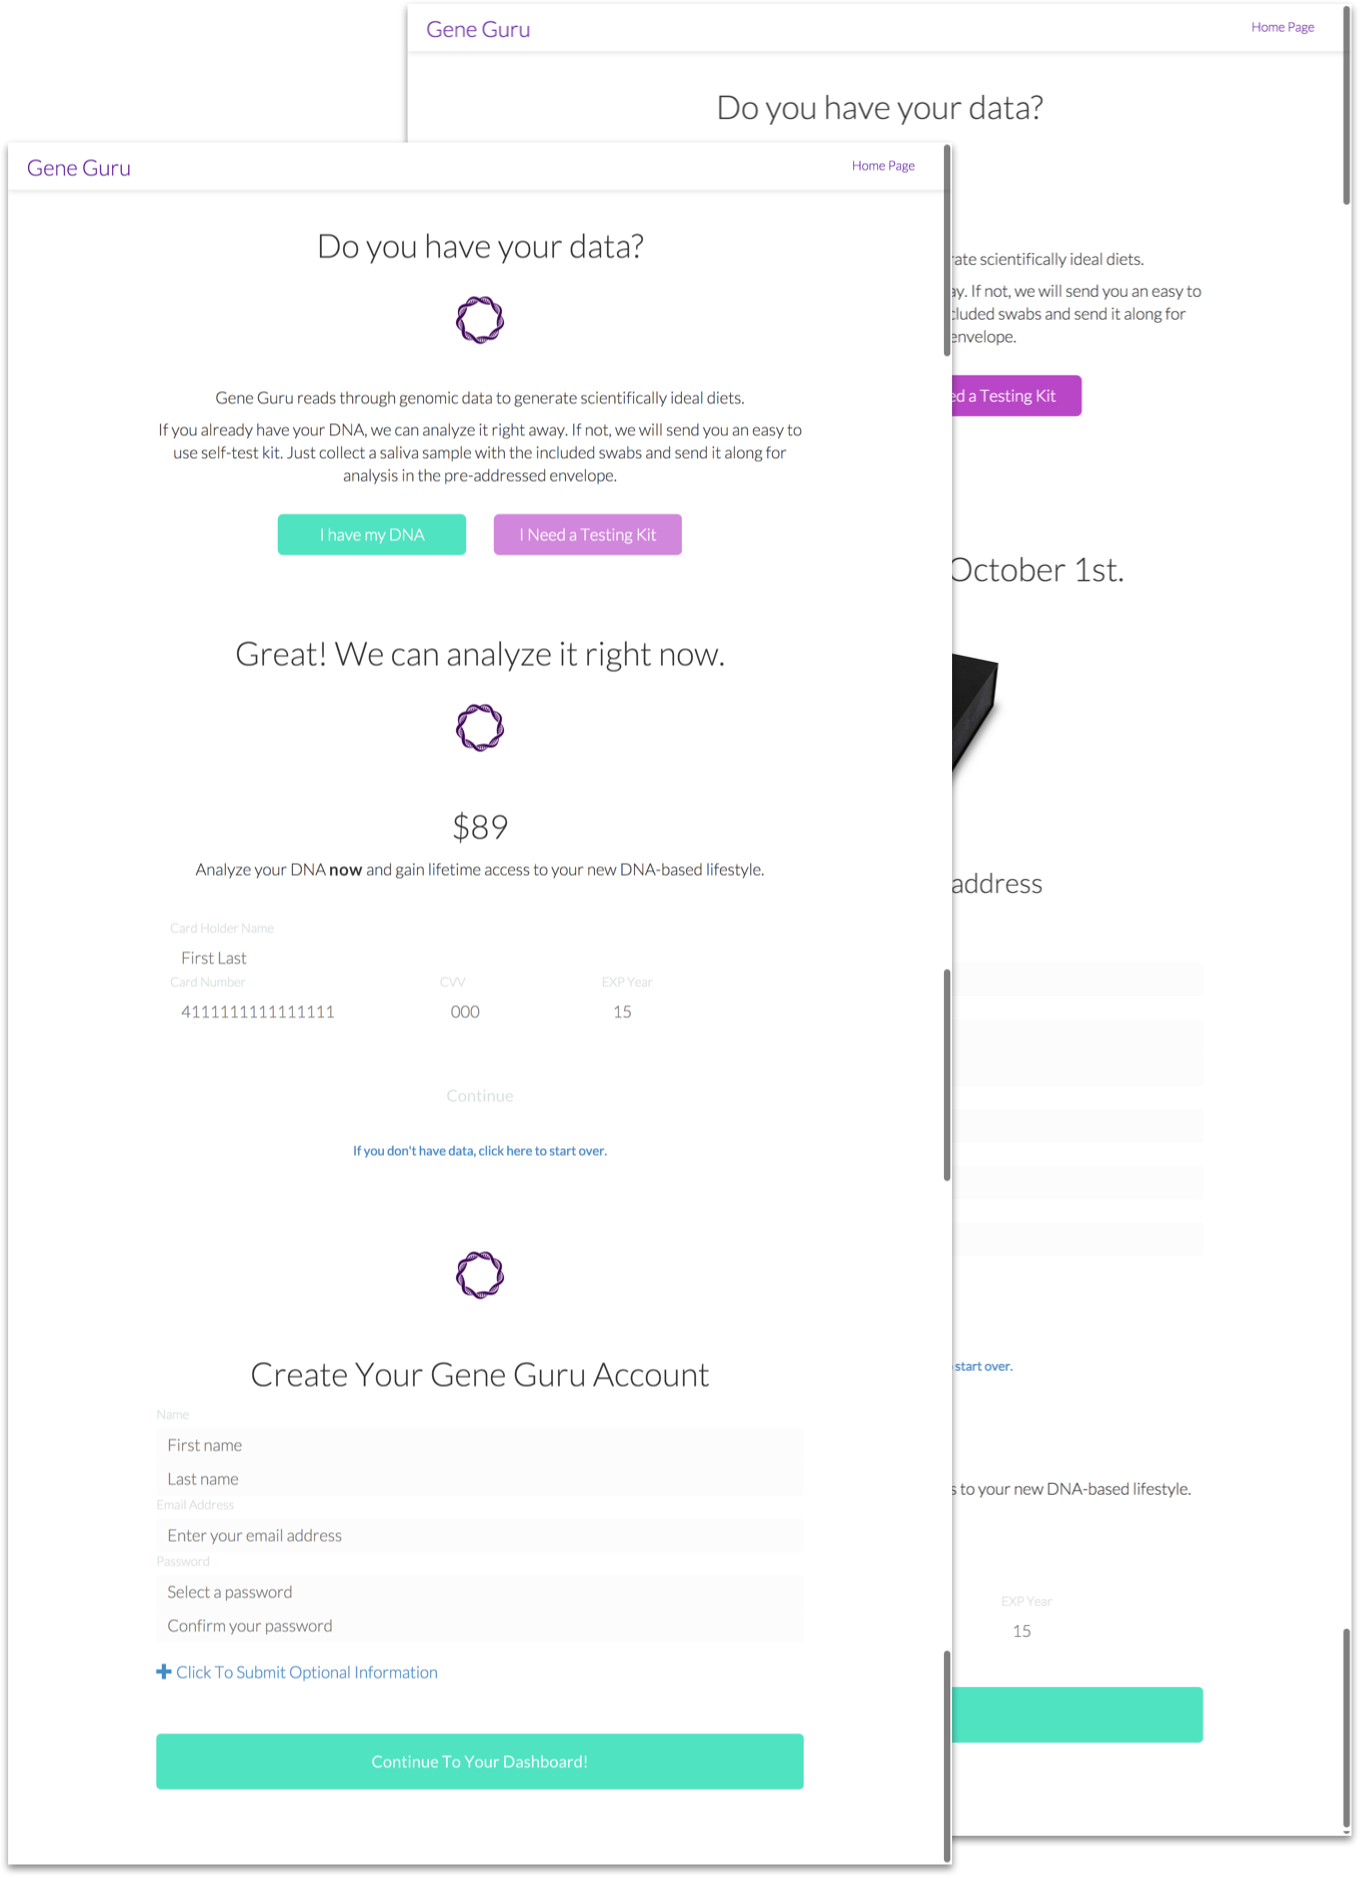 Gene Guru
Home Page
Do you have your data?
Gene Guru reads through genomic data to generate scientifically ideal diets.
If you already have your DNA, we can analyze it right away. If not, we will send you an easy to
use self-test kit. Just collect a saliva sample with the included swabs and send it along for
analysis in the pre-addressed envelope.
I have my DNA
I Need a Testing Kit
Great! We can analyze it right now.
$89
Analyze your DNA now and gain lifetime access to your new DNA-based lifestyle.
Card Holder Name
First Last
Card Number CVV EXP Year
4111111111111111 000 15
Continue
If you don't have data, click here to start over.
Create Your Gene Guru Account
Name
First name
Last name
Email Address
Enter your email address
Password
Select a password
Confirm your password
Click To Submit Optional Information
Continue To Your Dashboard!
Gene Guru
Home Page
Do you have your data?
scientifically ideal diets.
If not, we will send you an easy to
swabs and send it along for
envelope.
a Testing Kit
October 1st.
address
start over.
to your new DNA-based lifestyle.
EXP Year
15